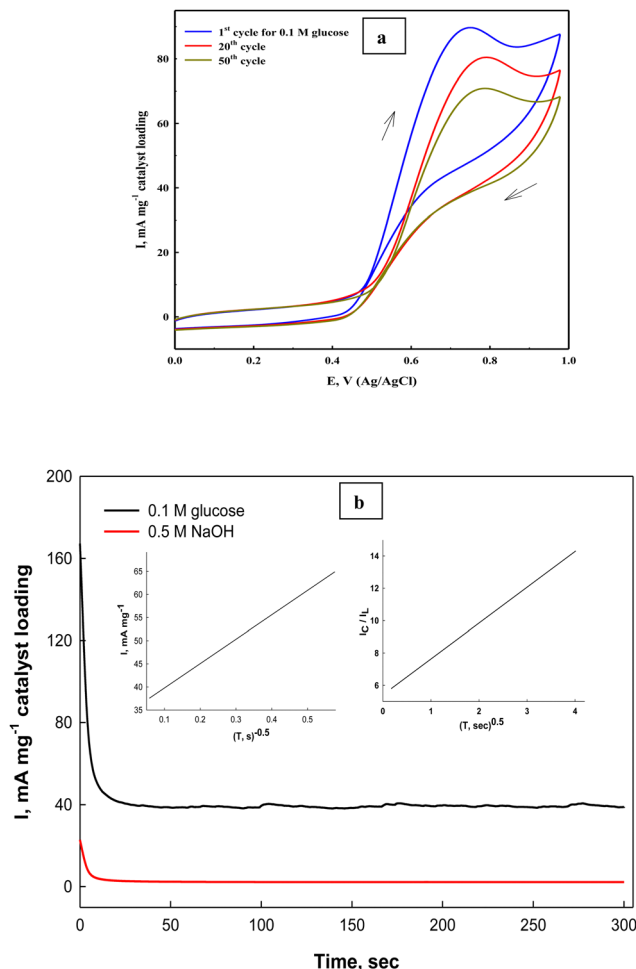 a
1st cycle for 0.1 M glucose
20th cycle
50th cycle
80
60
40
20
0
I, mA mg-1 catalyst loading
0.0 0.2 0.4 0.6 0.8 1.0
E, V (Ag/AgCl)
b
0.1 M glucose
0.5 M NaOH
200
160
120
80
40
0
I, mA mg-1 catalyst loading
65
60
55
50
45
40
35
I, mA mg-1
0.1 0.2 0.3 0.4 0.5
(T, s)-0.5
14
12
10
8
6
IC / IL
0 1 2 3 4
(T, sec)0.5
0 50 100 150 200 250 300
Time, sec